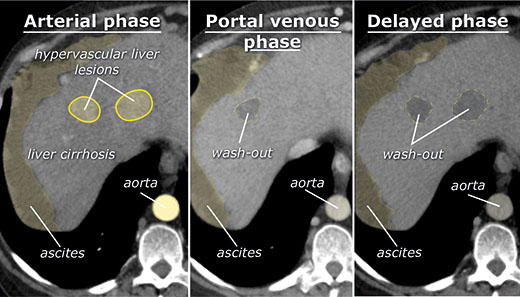 Arterial phase
hypervascular liver
lesions
liver cirrhosis
aorta
ascites
Portal venous
phase
wash-out
aorta
ascites
Delayed phase
wash-out
aorta
ascites